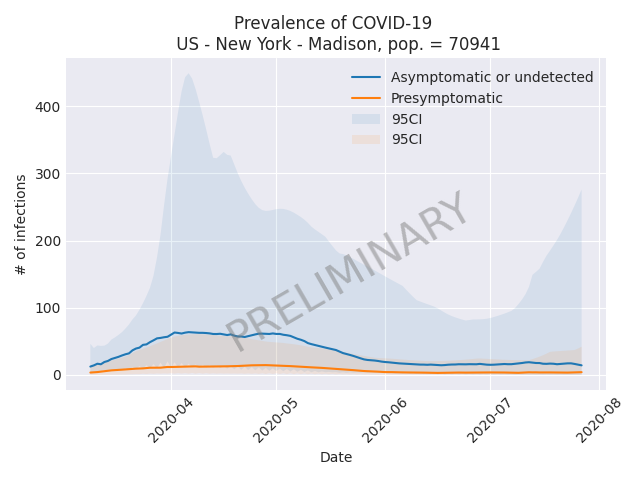 Prevalence of COVID-19
US - New York - Madison, pop. = 70941
Asymptomatic or undetected
Presymptomatic
95CI
95CI
# of infections
400
300
200
100
0
PRELIMINARY
2020-04
2020-05
2020-06
2020-07
2020-08
Date